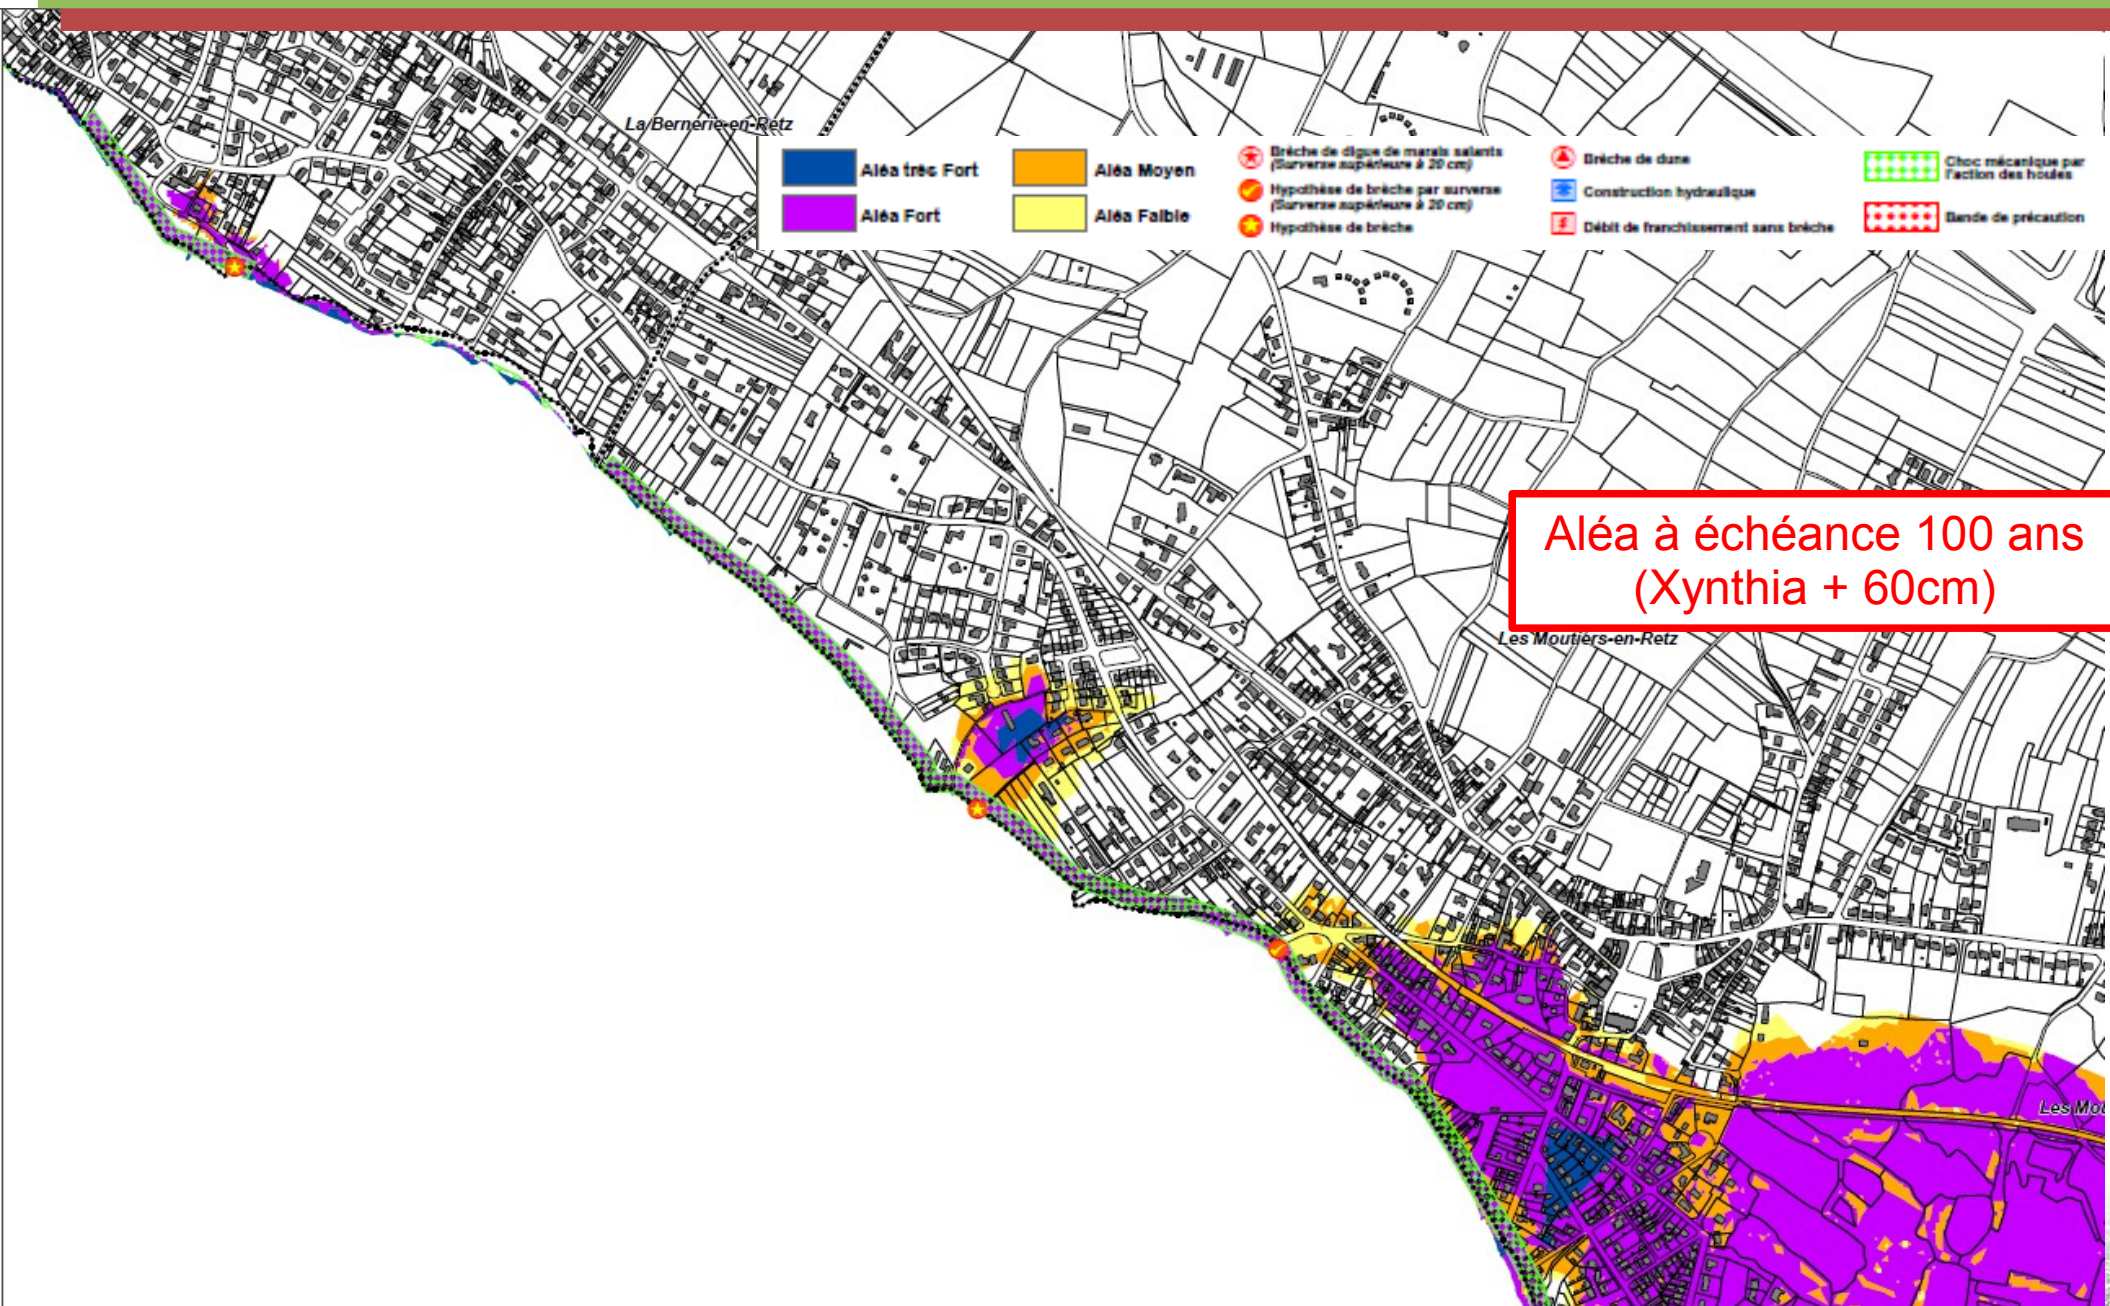 La Bernerie-en-Retz
Aléa très Fort
Aléa Moyen
Aléa Fort
Aléa Faible
Brèche de digue de marais salants
(Surverse supérieure à 20 cm)
Hypothèse de brèche par surverse
(Surverse supérieure à 20 cm)
Hypothèse de brèche
Brèche de dune
Construction hydraulique
Débit de franchissement sans brèche
Choc mécanique par
l'action des houles
Bande de précaution
Aléa à échéance 100 ans
(Xynthia + 60cm)
Les Moutiers-en-Retz
Les Mou